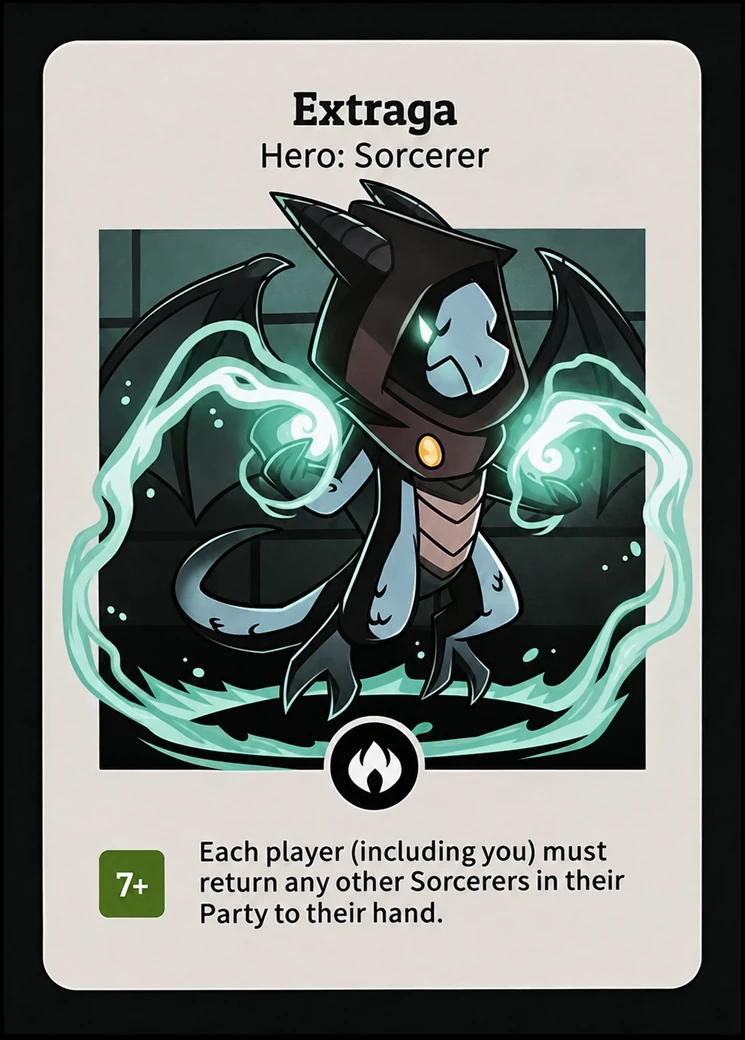 Extraga
Hero: Sorcerer
7+
Each player (including you) must
return any other Sorcerers in their
Party to their hand.